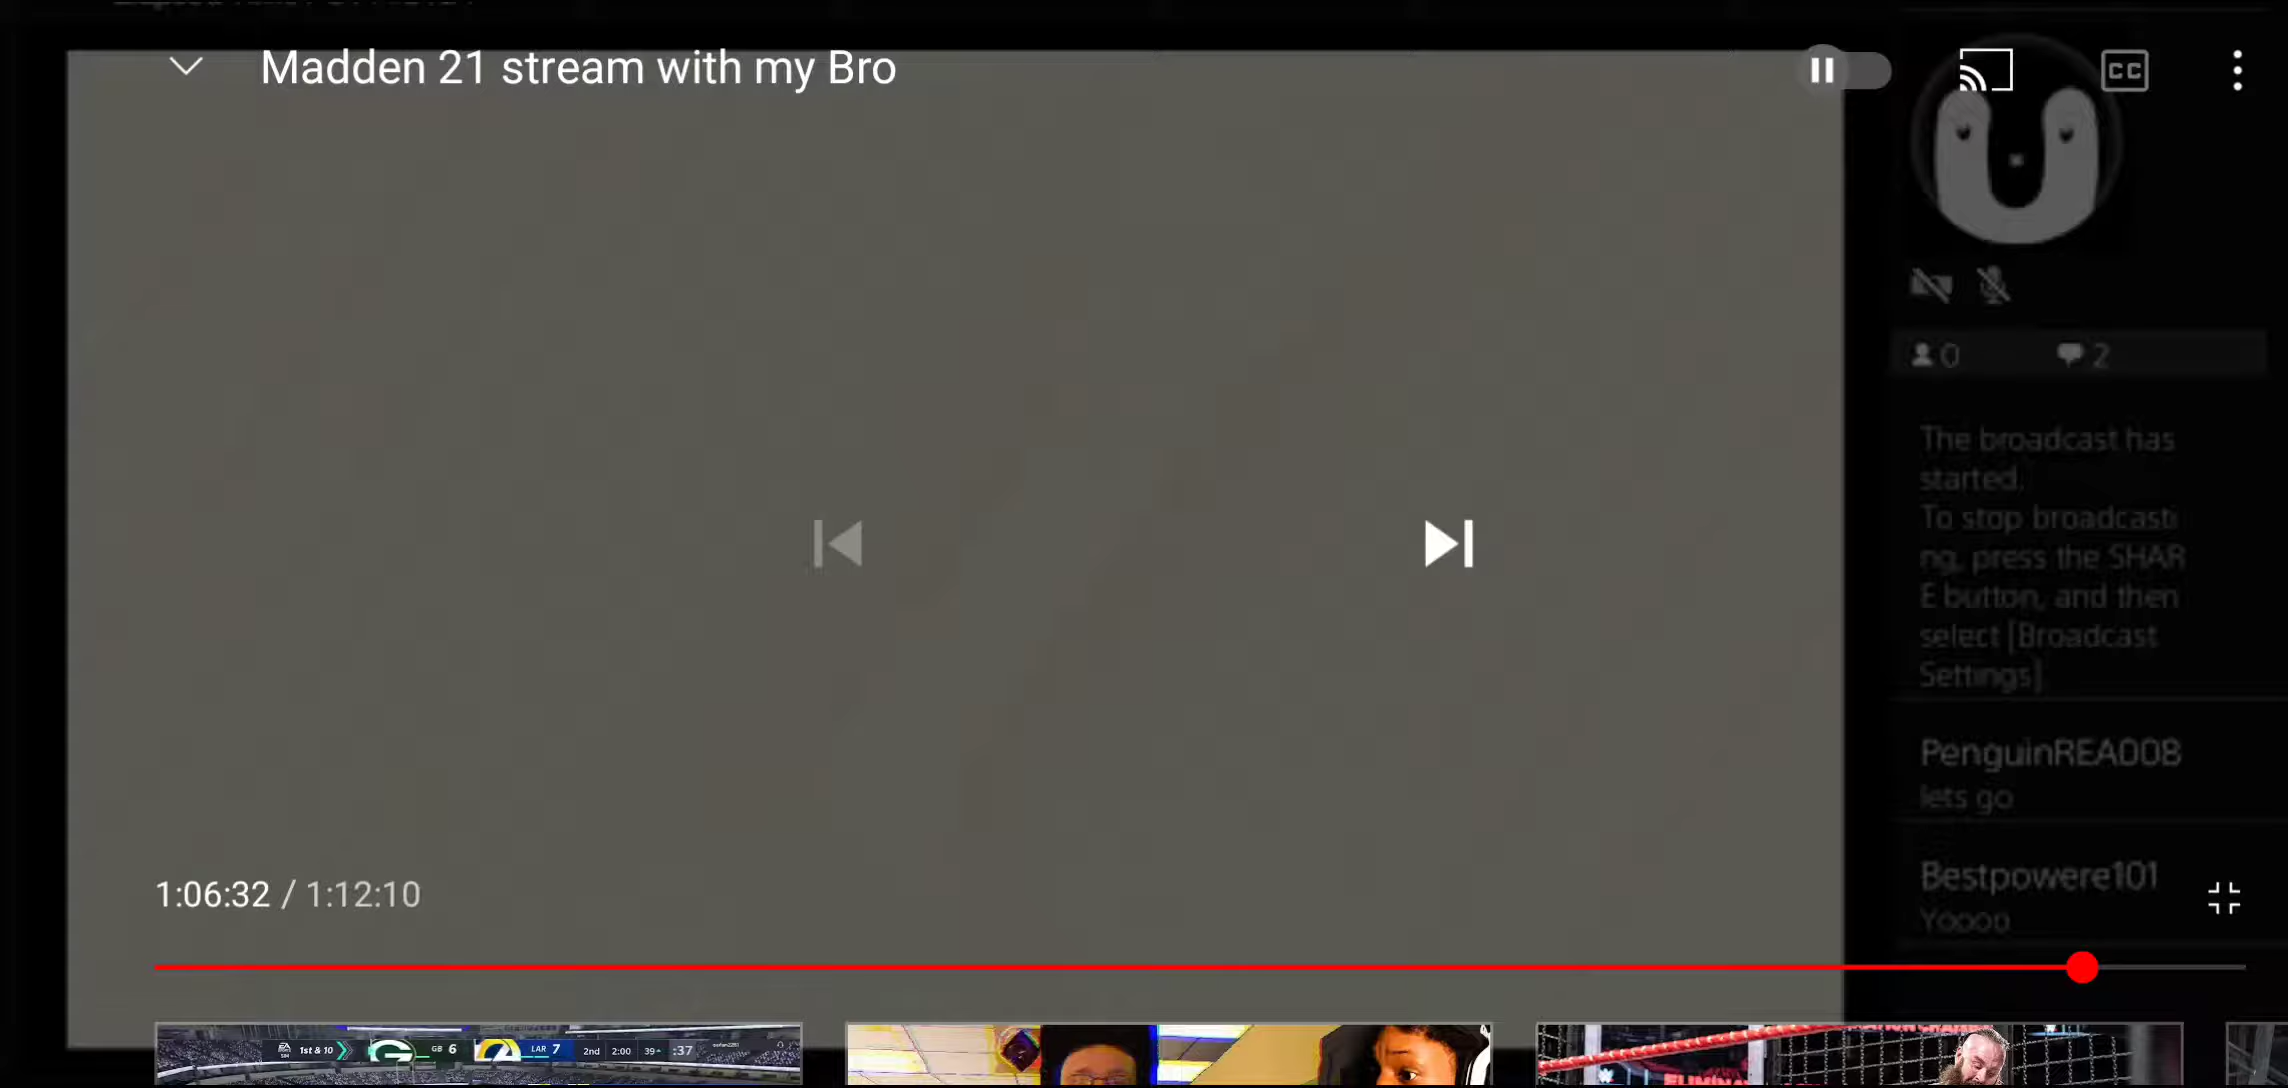 Madden 21 stream with my Bro
CC
0 2
The broadcast has
started.
To stop broadcasti
ng, press the SHAR
E button, and then
select [Broadcast
Settings].
PenguinREA008
lets go
Bestpowere101
Yoooo
1:06:32 / 1:12:10
1st & 10 GB 6 LAR 7 2nd 2:00 39 :37